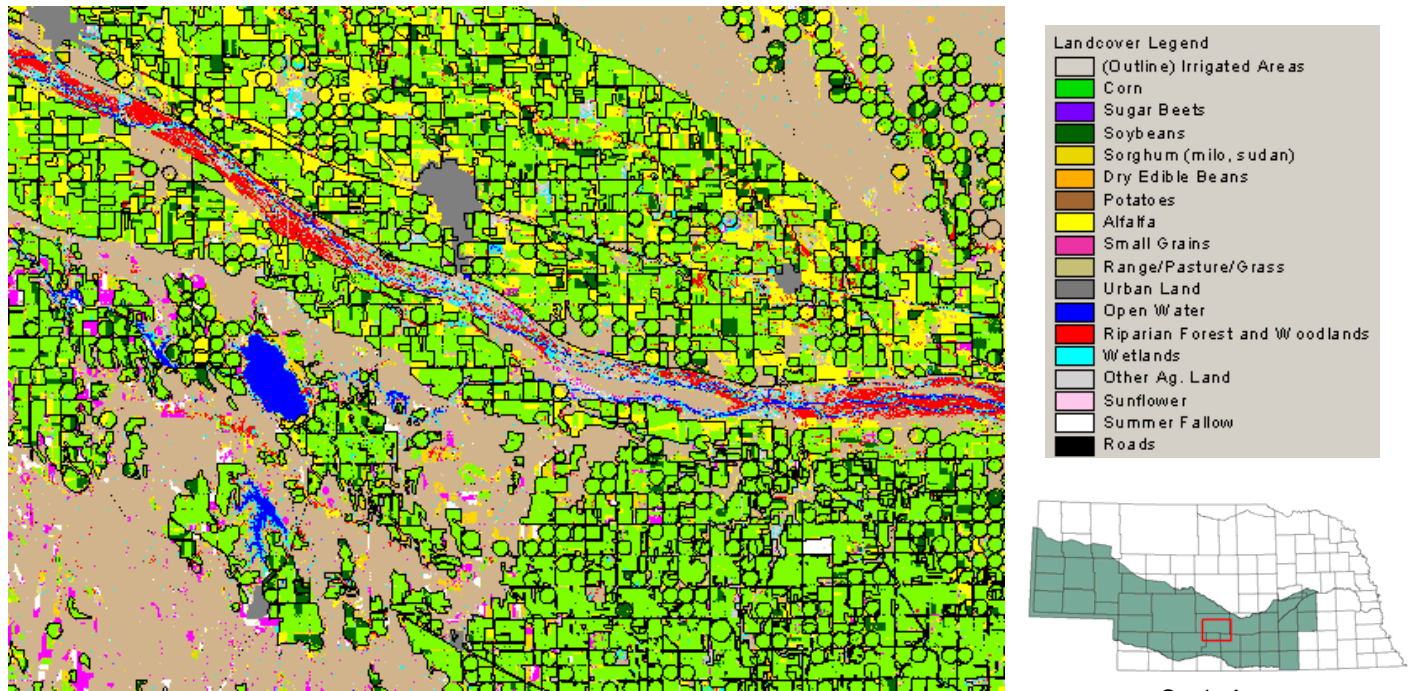 Landcover Legend
(Outline) Irrigated Areas
Corn
Sugar Beets
Soybeans
Sorghum (milo, sudan)
Dry Edible Beans
Potatoes
Alfalfa
Small Grains
Range/Pasture/Grass
Urban Land
Open Water
Riparian Forest and Woodlands
Wetlands
Other Ag. Land
Sunflower
Summer Fallow
Roads